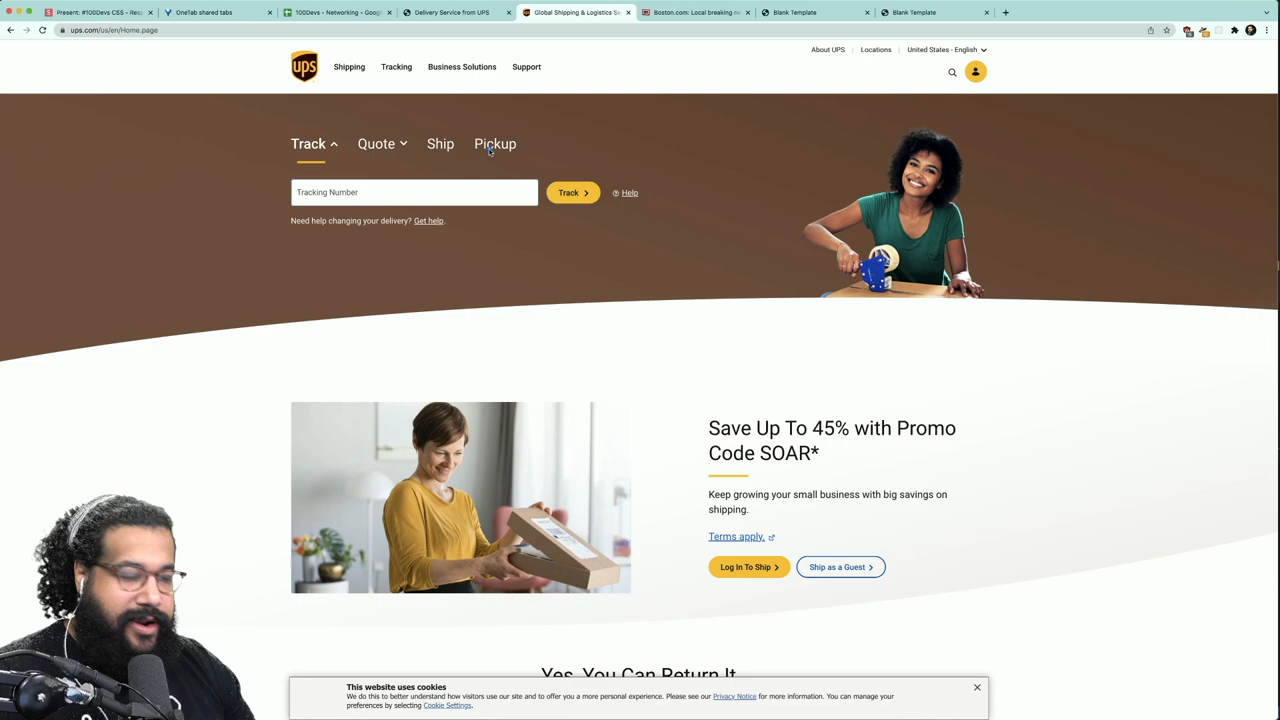 Present: #100Devs CSS - Resp
OneTab shared tabs
100Devs - Networking - Googl
Delivery Service from UPS
Global Shipping & Logistics Se
Boston.com: Local breaking ne
Blank Template
Blank Template
ups.com/us/en/Home.page
About UPS
Locations
United States - English
ups
Shipping
Tracking
Business Solutions
Support
Track
Quote
Ship
Pickup
Tracking Number
Track
Help
Need help changing your delivery? Get help.
Save Up To 45% with Promo
Code SOAR*
Keep growing your small business with big savings on
shipping.
Terms apply.
Log In To Ship
Ship as a Guest
Yes, You Can Return It
This website uses cookies
We do this to better understand how visitors use our site and to offer you a more personal experience. Please see our Privacy Notice for more information. You can manage your
preferences by selecting Cookie Settings.